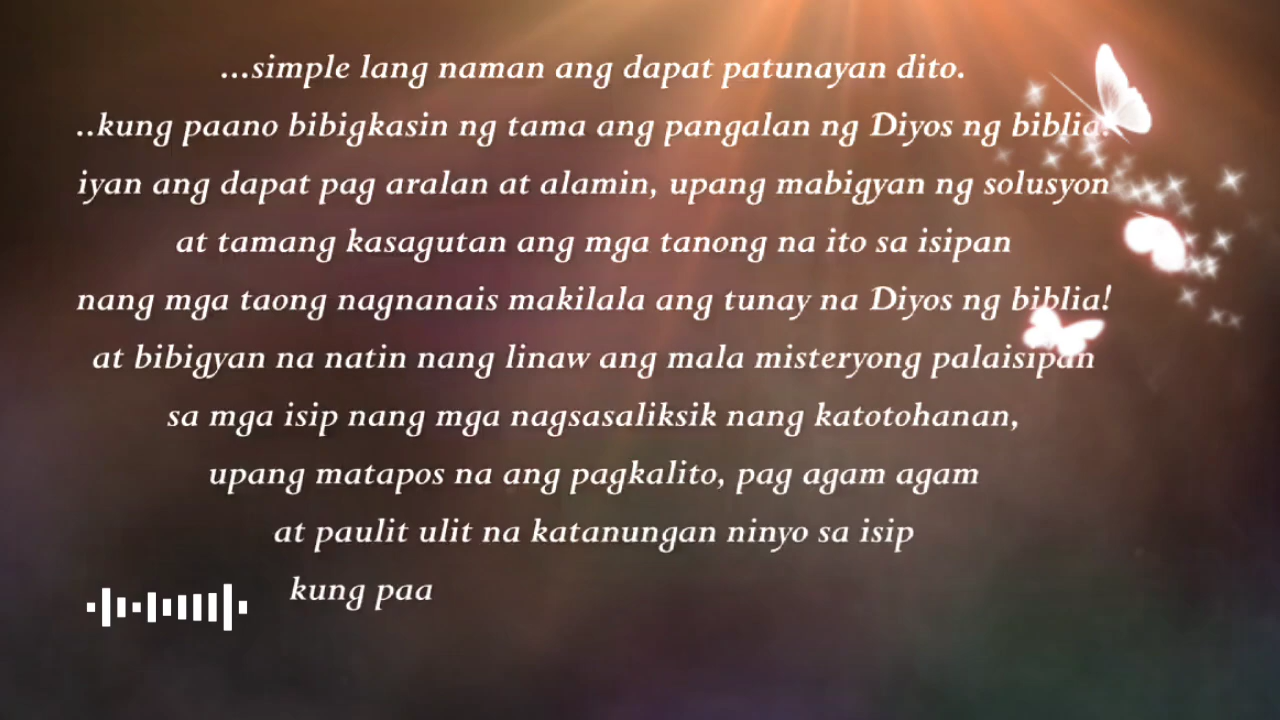 ...simple lang naman ang dapat patunayan dito.
..kung paano bibigkasin ng tama ang pangalan ng Diyos ng biblia!
iyan ang dapat pag aralan at alamin, upang mabigyan ng solusyon
at tamang kasagutan ang mga tanong na ito sa isipan
nang mga taong nagnanais makilala ang tunay na Diyos ng biblia!
at bibigyan na natin nang linaw ang mala misteryong palaisipan
sa mga isip nang mga nagsasaliksik nang katotohanan,
upang matapos na ang pagkalito, pag agam agam
at paulit ulit na katanungan ninyo sa isip
kung paa